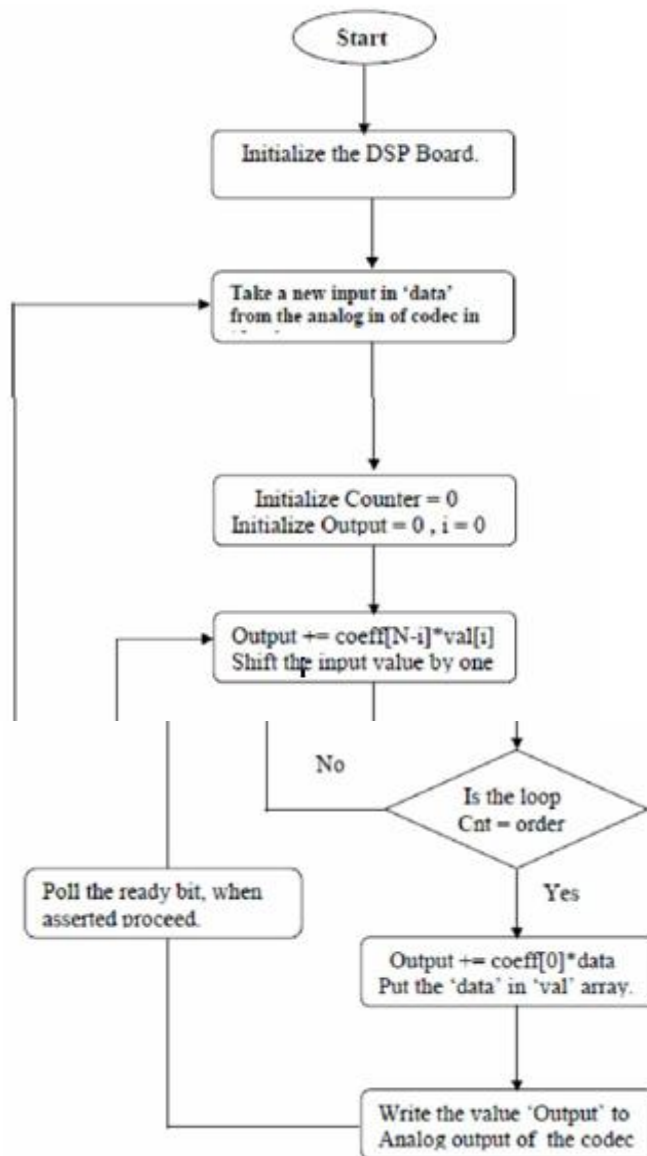 Start
Initialize the DSP Board.
Take a new input in ‘data’
from the analog in of codec in
Initialize Counter = 0
Initialize Output = 0 , i = 0
Output += coeff[N-i]*val[i]
Shift the input value by one
No
Is the loop
Cnt = order
Yes
Poll the ready bit, when
asserted proceed.
Output += coeff[0]*data
Put the ‘data’ in ‘val’ array.
Write the value ‘Output’ to
Analog output of the codec